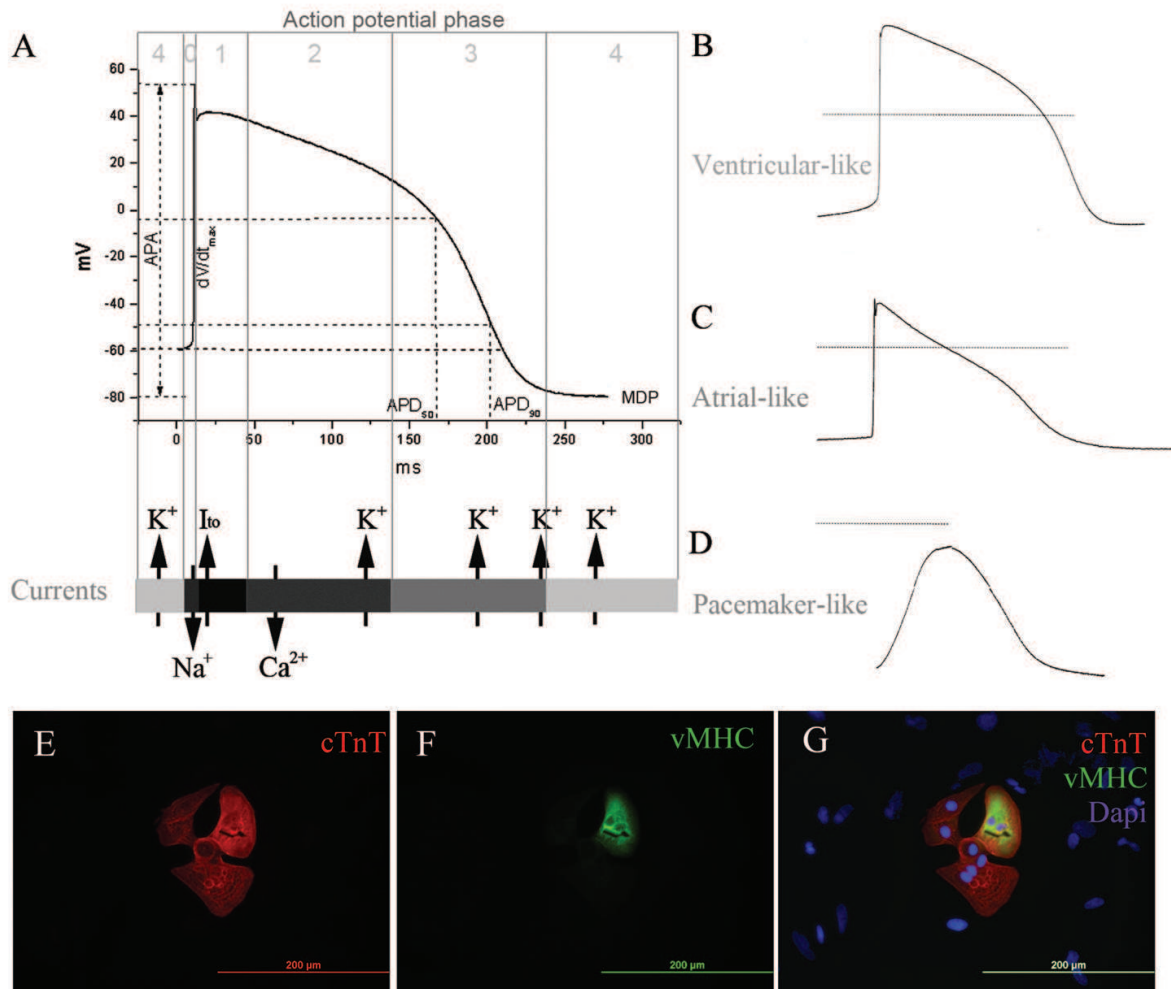 Action potential phase
A
4 0 1 2 3 4
60
40
20
0
-20
-40
-60
-80
mV
APA
dV/dtmax
APD50
APD90
MDP
0 50 100 150 200 250 300
ms
K+ Ito K+ K+ K+ K+
Currents
Na+ Ca2+
B
Ventricular-like
C
Atrial-like
D
Pacemaker-like
E cTnT
200 µm
F vMHC
200 µm
G cTnT
vMHC
Dapi
200 µm